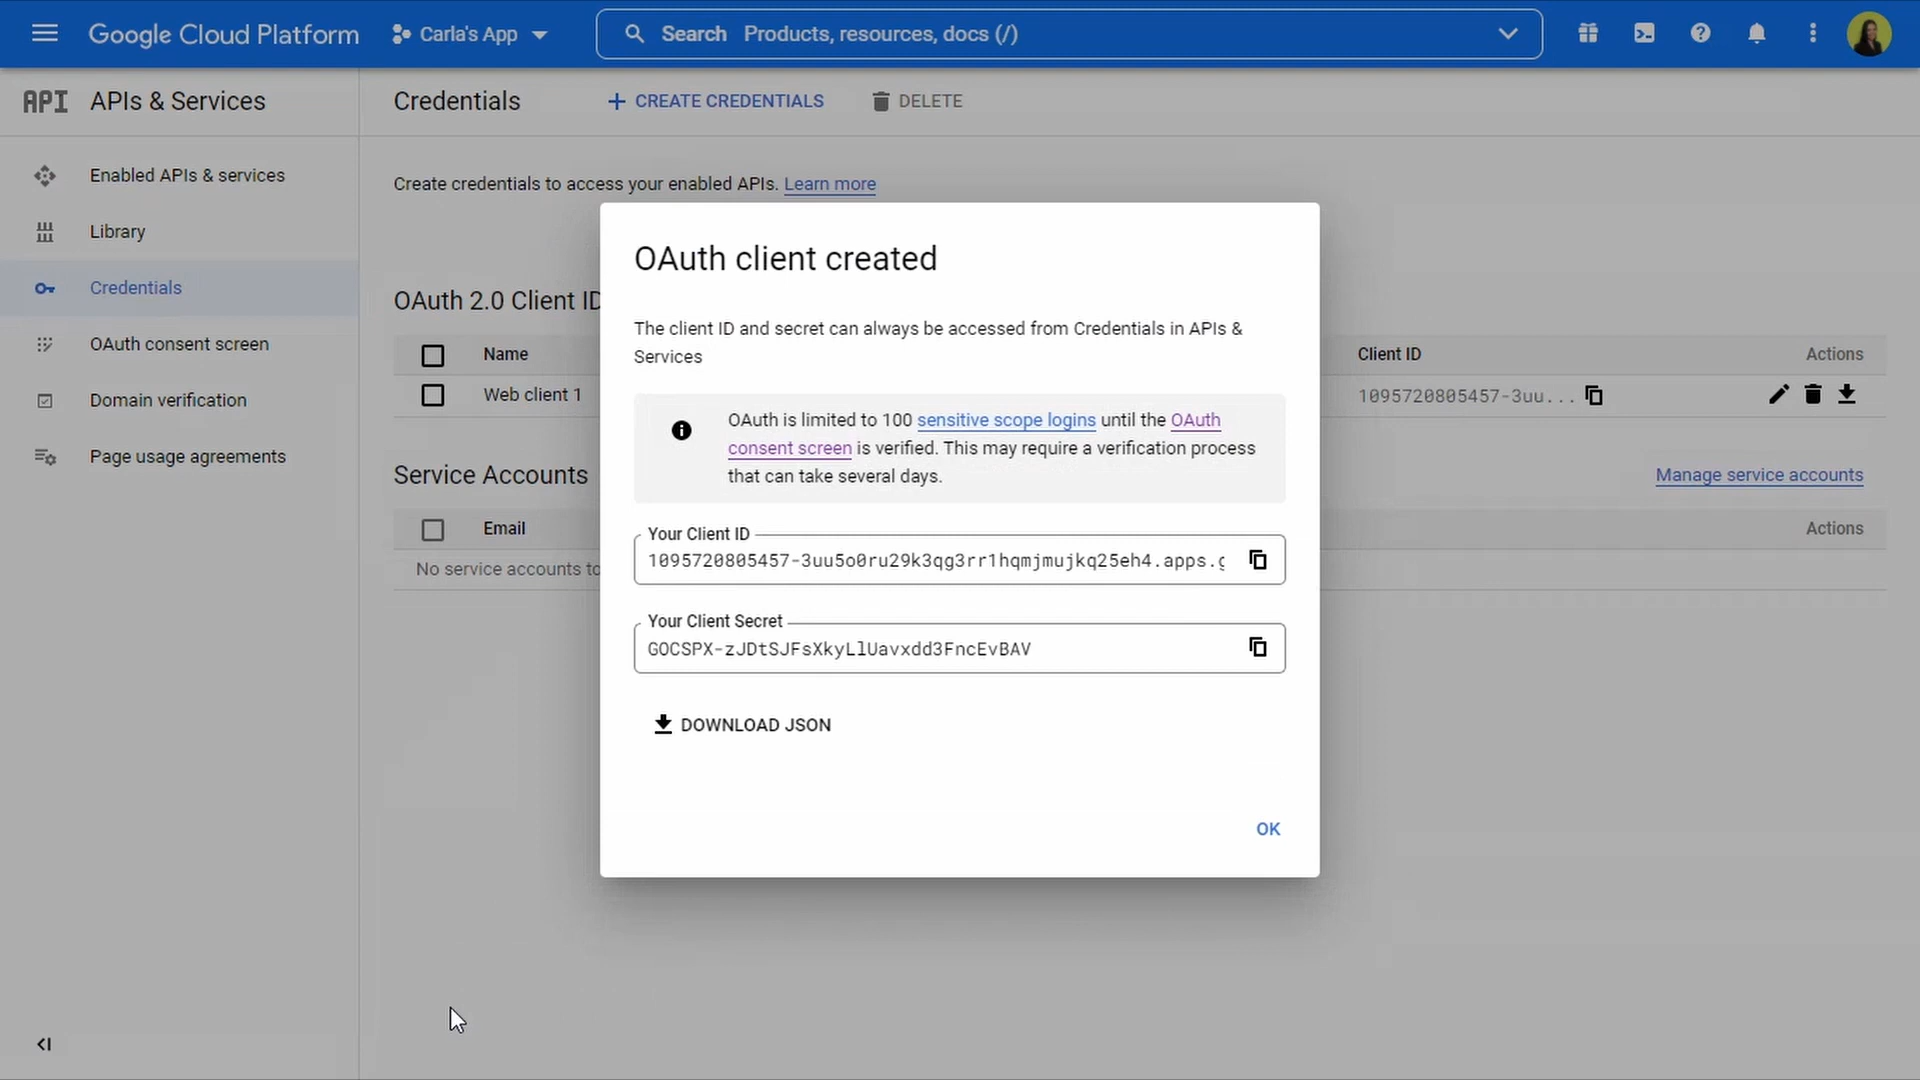 Google Cloud Platform
Carla's App
Search Products, resources, docs (/)
API APIs & Services
Credentials
CREATE CREDENTIALS
DELETE
Enabled APIs & services
Library
Credentials
OAuth consent screen
Domain verification
Page usage agreements
Create credentials to access your enabled APIs. Learn more
OAuth 2.0 Client ID
Name
Client ID
Actions
Web client 1
1095720805457-3uu...
Service Accounts
Manage service accounts
Email
Actions
No service accounts to
OAuth client created
The client ID and secret can always be accessed from Credentials in APIs &
Services
OAuth is limited to 100 sensitive scope logins until the OAuth
consent screen is verified. This may require a verification process
that can take several days.
Your Client ID
1095720805457-3uu5o0ru29k3qg3rr1hqmjmujkq25eh4.apps.g
Your Client Secret
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
DOWNLOAD JSON
OK